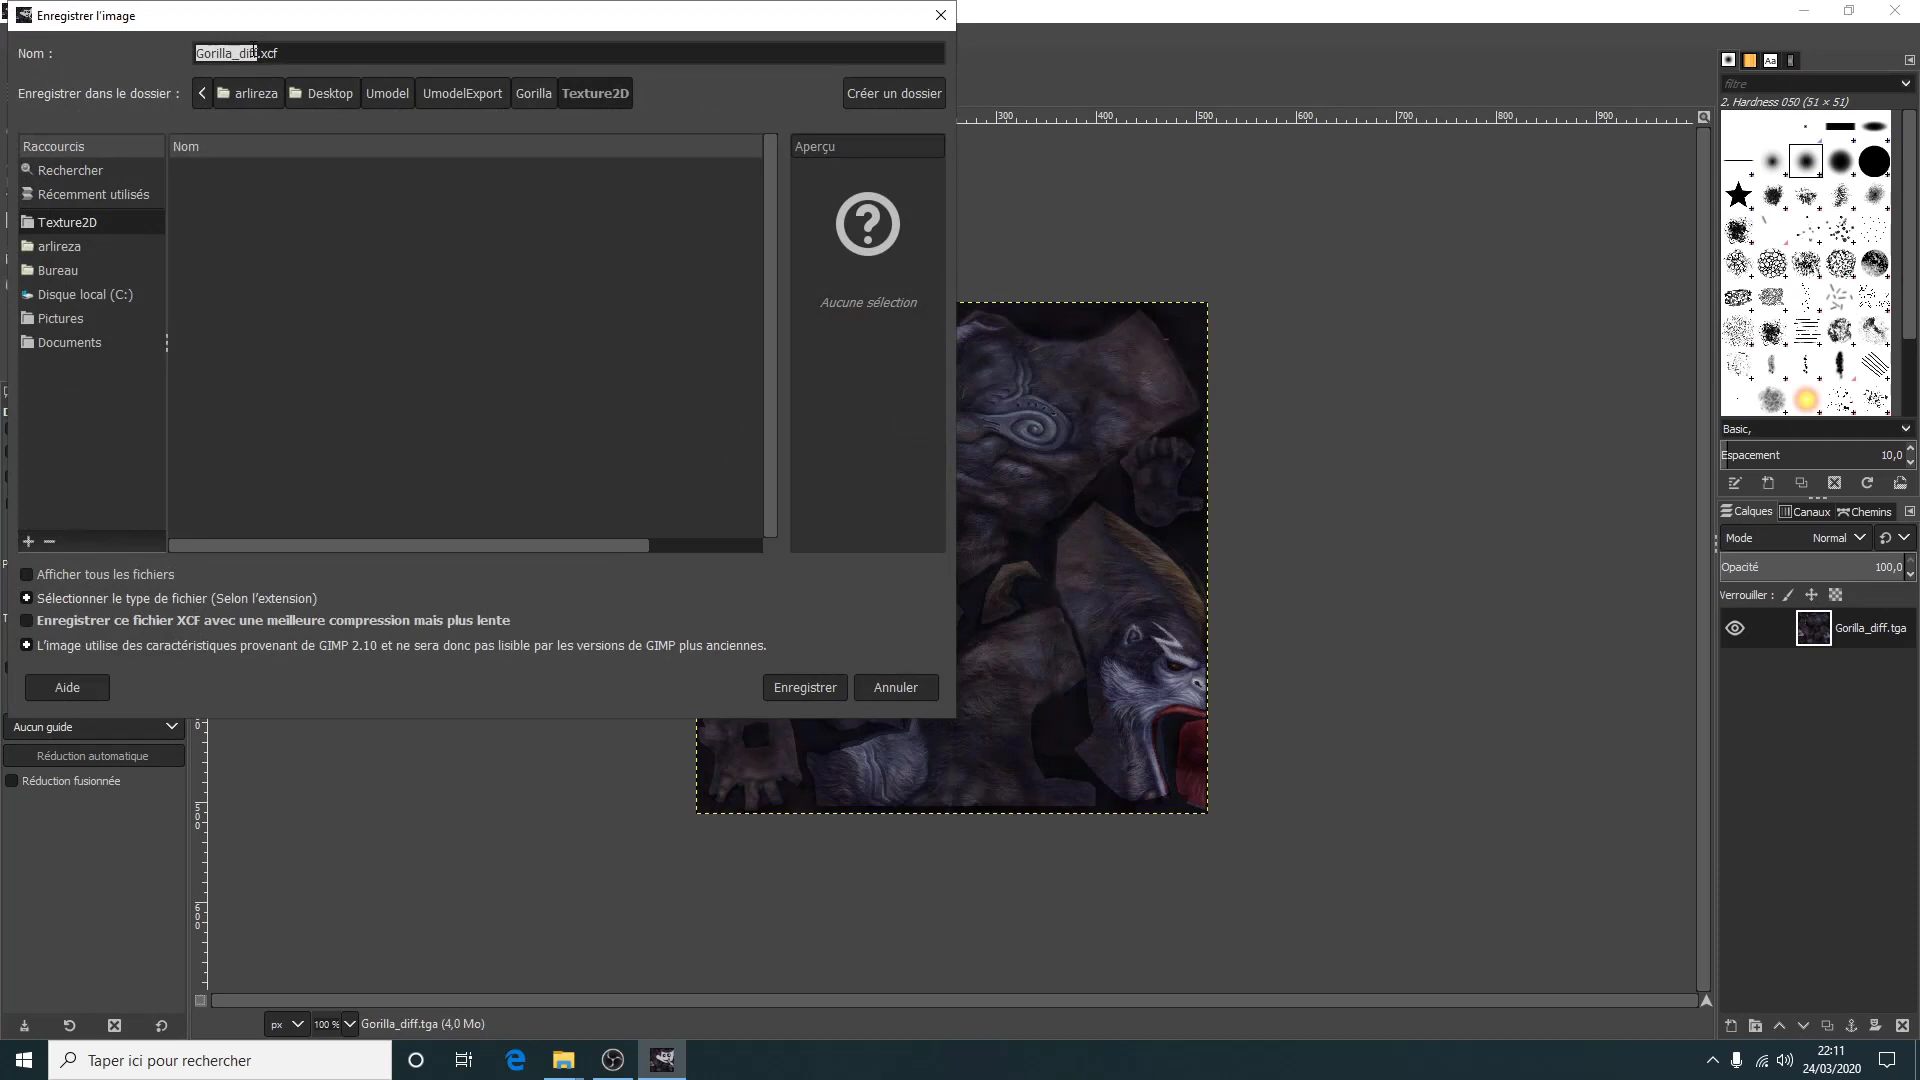 Enregistrer l'image
Nom :
Gorilla_diff.xcf
Enregistrer dans le dossier :
arlireza
Desktop
Umodel
UmodelExport
Gorilla
Texture2D
Créer un dossier
Raccourcis
Nom
Aperçu
Rechercher
Récemment utilisés
Texture2D
arlireza
Bureau
Disque local (C:)
Pictures
Documents
Aucune sélection
Afficher tous les fichiers
Sélectionner le type de fichier (Selon l'extension)
Enregistrer ce fichier XCF avec une meilleure compression mais plus lente
L'image utilise des caractéristiques provenant de GIMP 2.10 et ne sera donc pas lisible par les versions de GIMP plus anciennes.
Aide
Enregistrer
Annuler
300 400 500 600 700 800 900
filtre
2. Hardness 050 (51 × 51)
Basic,
Espacement 10,0
Calques
Canaux
Chemins
Mode Normal
Opacité 100,0
Verrouiller :
Gorilla_diff.tga
Aucun guide
Réduction automatique
Réduction fusionnée
500
600
px
100 %
Gorilla_diff.tga (4,0 Mo)
Taper ici pour rechercher
22:11
24/03/2020